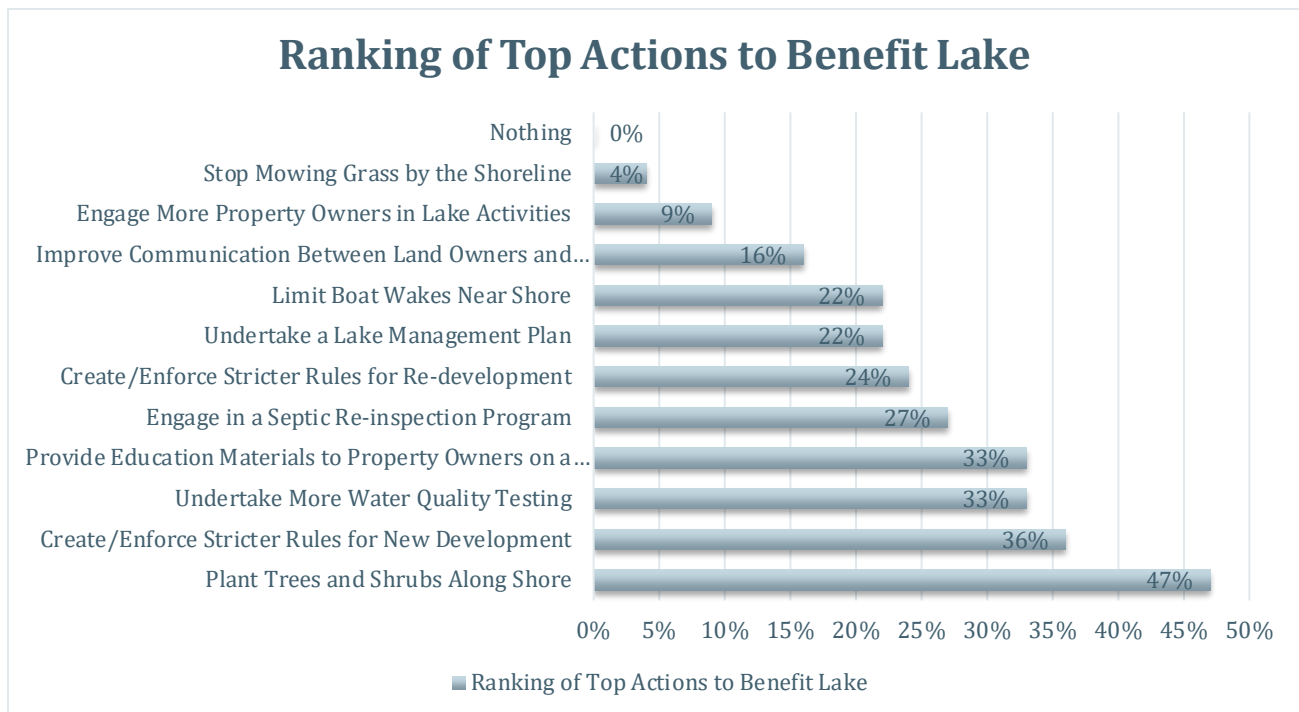 Ranking of Top Actions to Benefit Lake
Nothing 0%
Stop Mowing Grass by the Shoreline 4%
Engage More Property Owners in Lake Activities 9%
Improve Communication Between Land Owners and… 16%
Limit Boat Wakes Near Shore 22%
Undertake a Lake Management Plan 22%
Create/Enforce Stricter Rules for Re-development 24%
Engage in a Septic Re-inspection Program 27%
Provide Education Materials to Property Owners on a… 33%
Undertake More Water Quality Testing 33%
Create/Enforce Stricter Rules for New Development 36%
Plant Trees and Shrubs Along Shore 47%
0% 5% 10% 15% 20% 25% 30% 35% 40% 45% 50%
Ranking of Top Actions to Benefit Lake